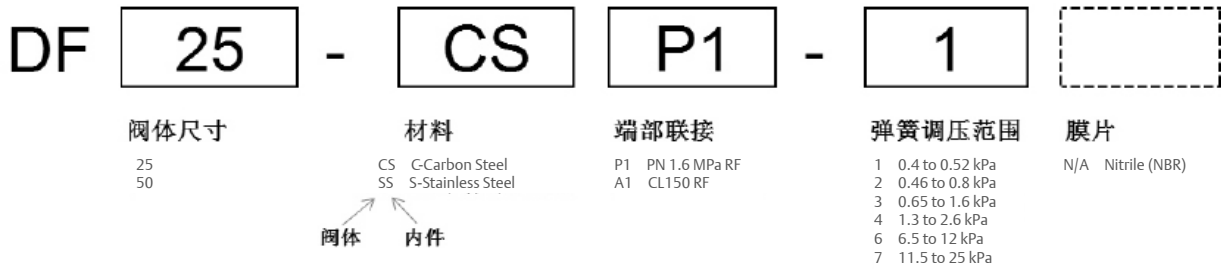 DF 25 - CS P1 - 1
阀体尺寸
25
50
材料
CS C-Carbon Steel
SS S-Stainless Steel
阀体 内件
端部联接
P1 PN 1.6 MPa RF
A1 CL150 RF
弹簧调压范围
1 0.4 to 0.52 kPa
2 0.46 to 0.8 kPa
3 0.65 to 1.6 kPa
4 1.3 to 2.6 kPa
6 6.5 to 12 kPa
7 11.5 to 25 kPa
膜片
N/A Nitrile (NBR)